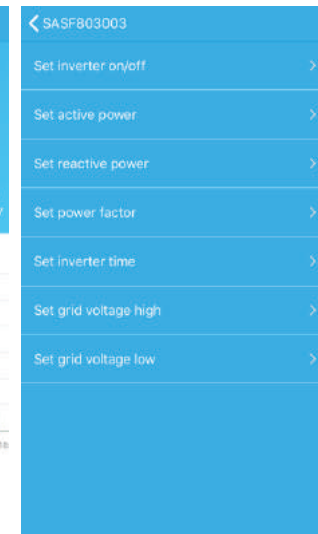 SASF803003
Set inverter on/off
Set active power
Set reactive power
Set power factor
Set inverter time
Set grid voltage high
Set grid voltage low